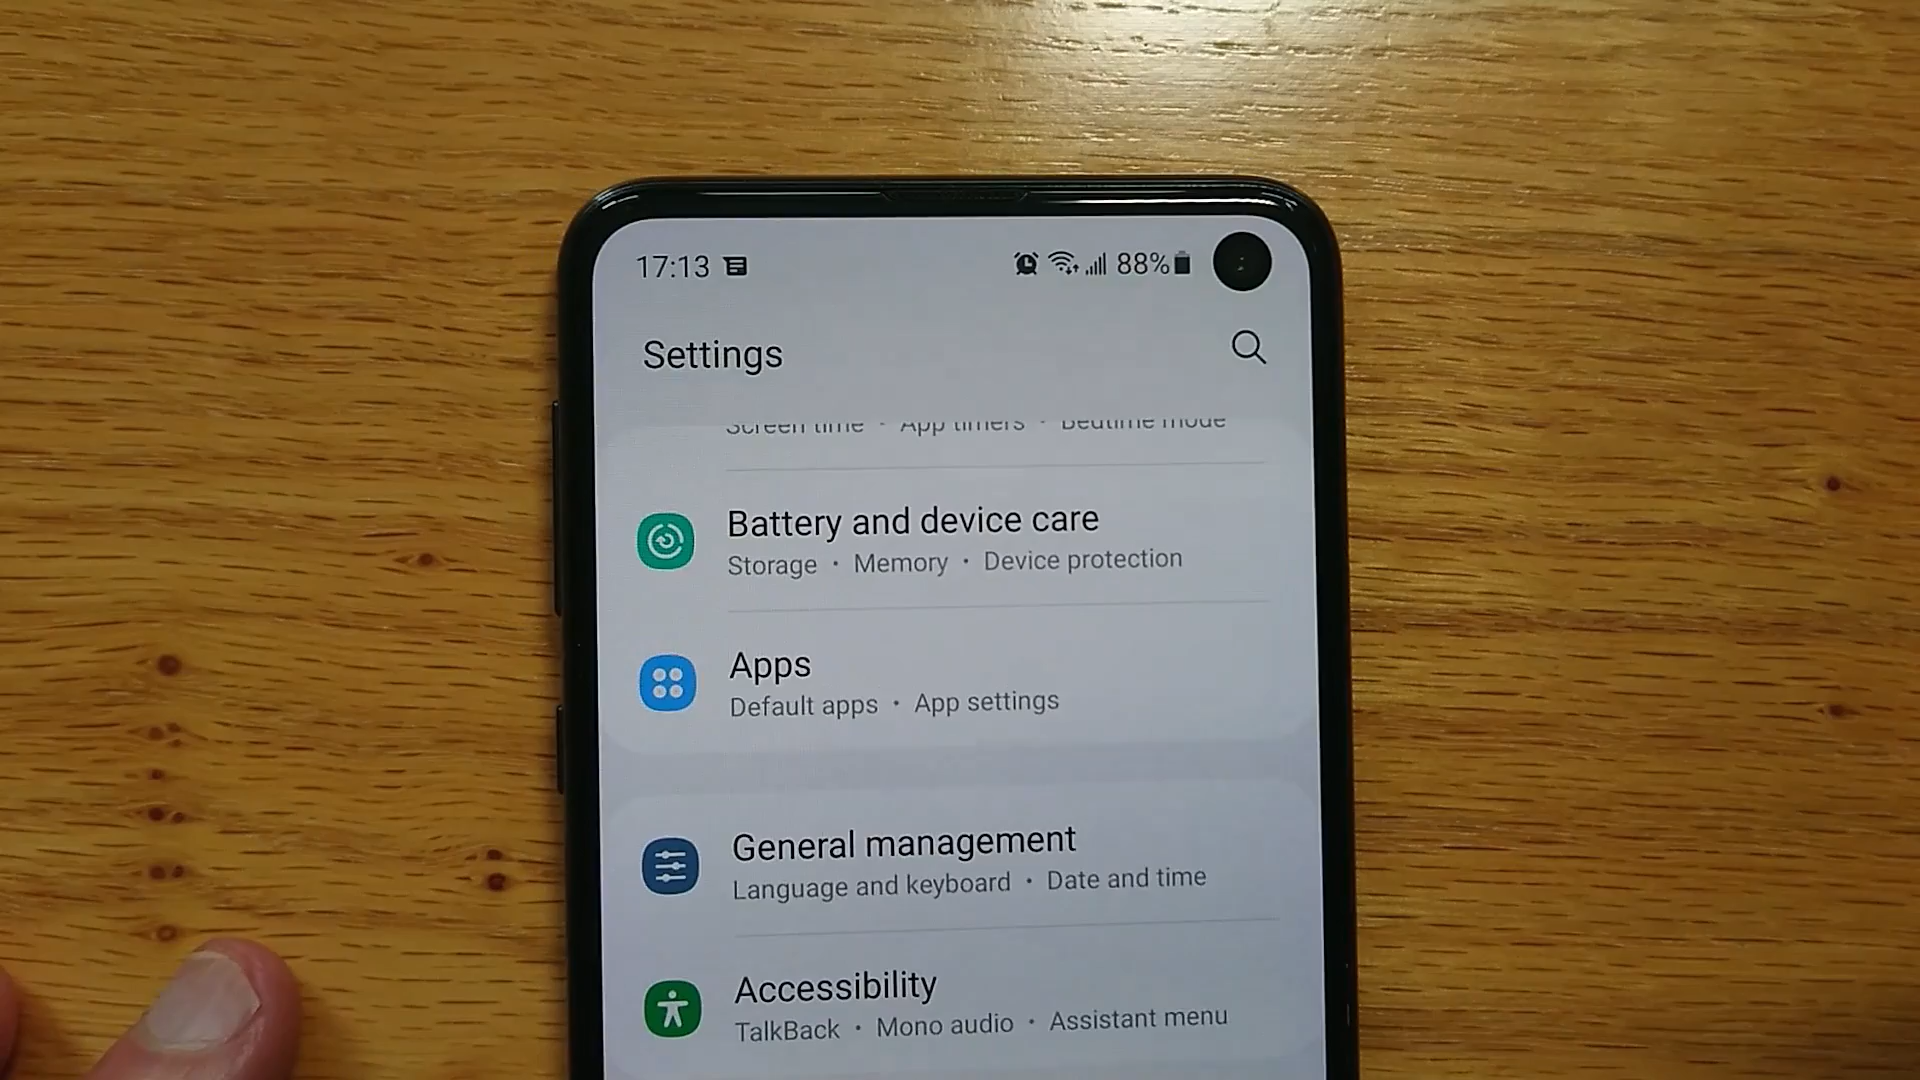 17:13 88%
Settings
Screen time • App timers • Bedtime mode
Battery and device care
Storage • Memory • Device protection
Apps
Default apps • App settings
General management
Language and keyboard • Date and time
Accessibility
TalkBack • Mono audio • Assistant menu